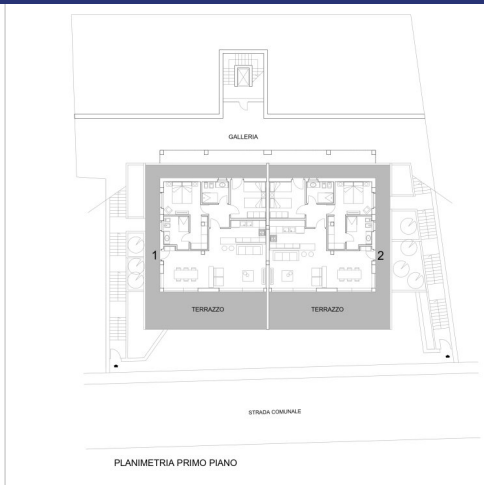 GALLERIA
1
2
TERRAZZO
TERRAZZO
STRADA COMUNALE
PLANIMETRIA PRIMO PIANO